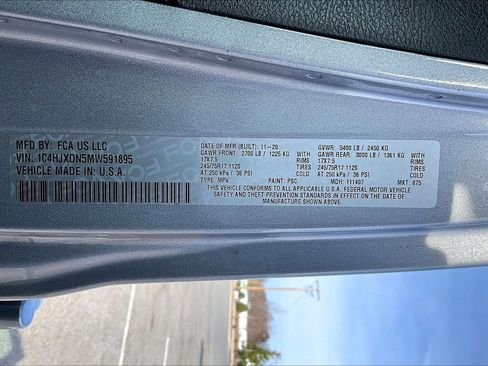 MFD BY: FCA US LLC
VIN: 1C4HJXDN5MW591895
VEHICLE MADE IN: U.S.A.
DATE OF MFR (BUILT): 11-20 GVWR: 5400 LB / 2450 KG
GAWR FRONT: 2700 LB / 1225 KG WITH GAWR REAR: 3000 LB / 1361 KG WITH
17X7.5 RIMS 17X7.5 RIMS
245/75R17 112S TIRES 245/75R17 112S TIRES
AT 250 kPa / 36 PSI COLD AT 250 kPa / 36 PSI COLD
TYPE: MPV PAINT: PSC MDH: 111407 MKT: 875
THIS VEHICLE CONFORMS TO ALL APPLICABLE U.S.A. FEDERAL MOTOR VEHICLE
SAFETY AND THEFT PREVENTION STANDARDS IN EFFECT ON THE DATE OF
MANUFACTURE SHOWN ABOVE.